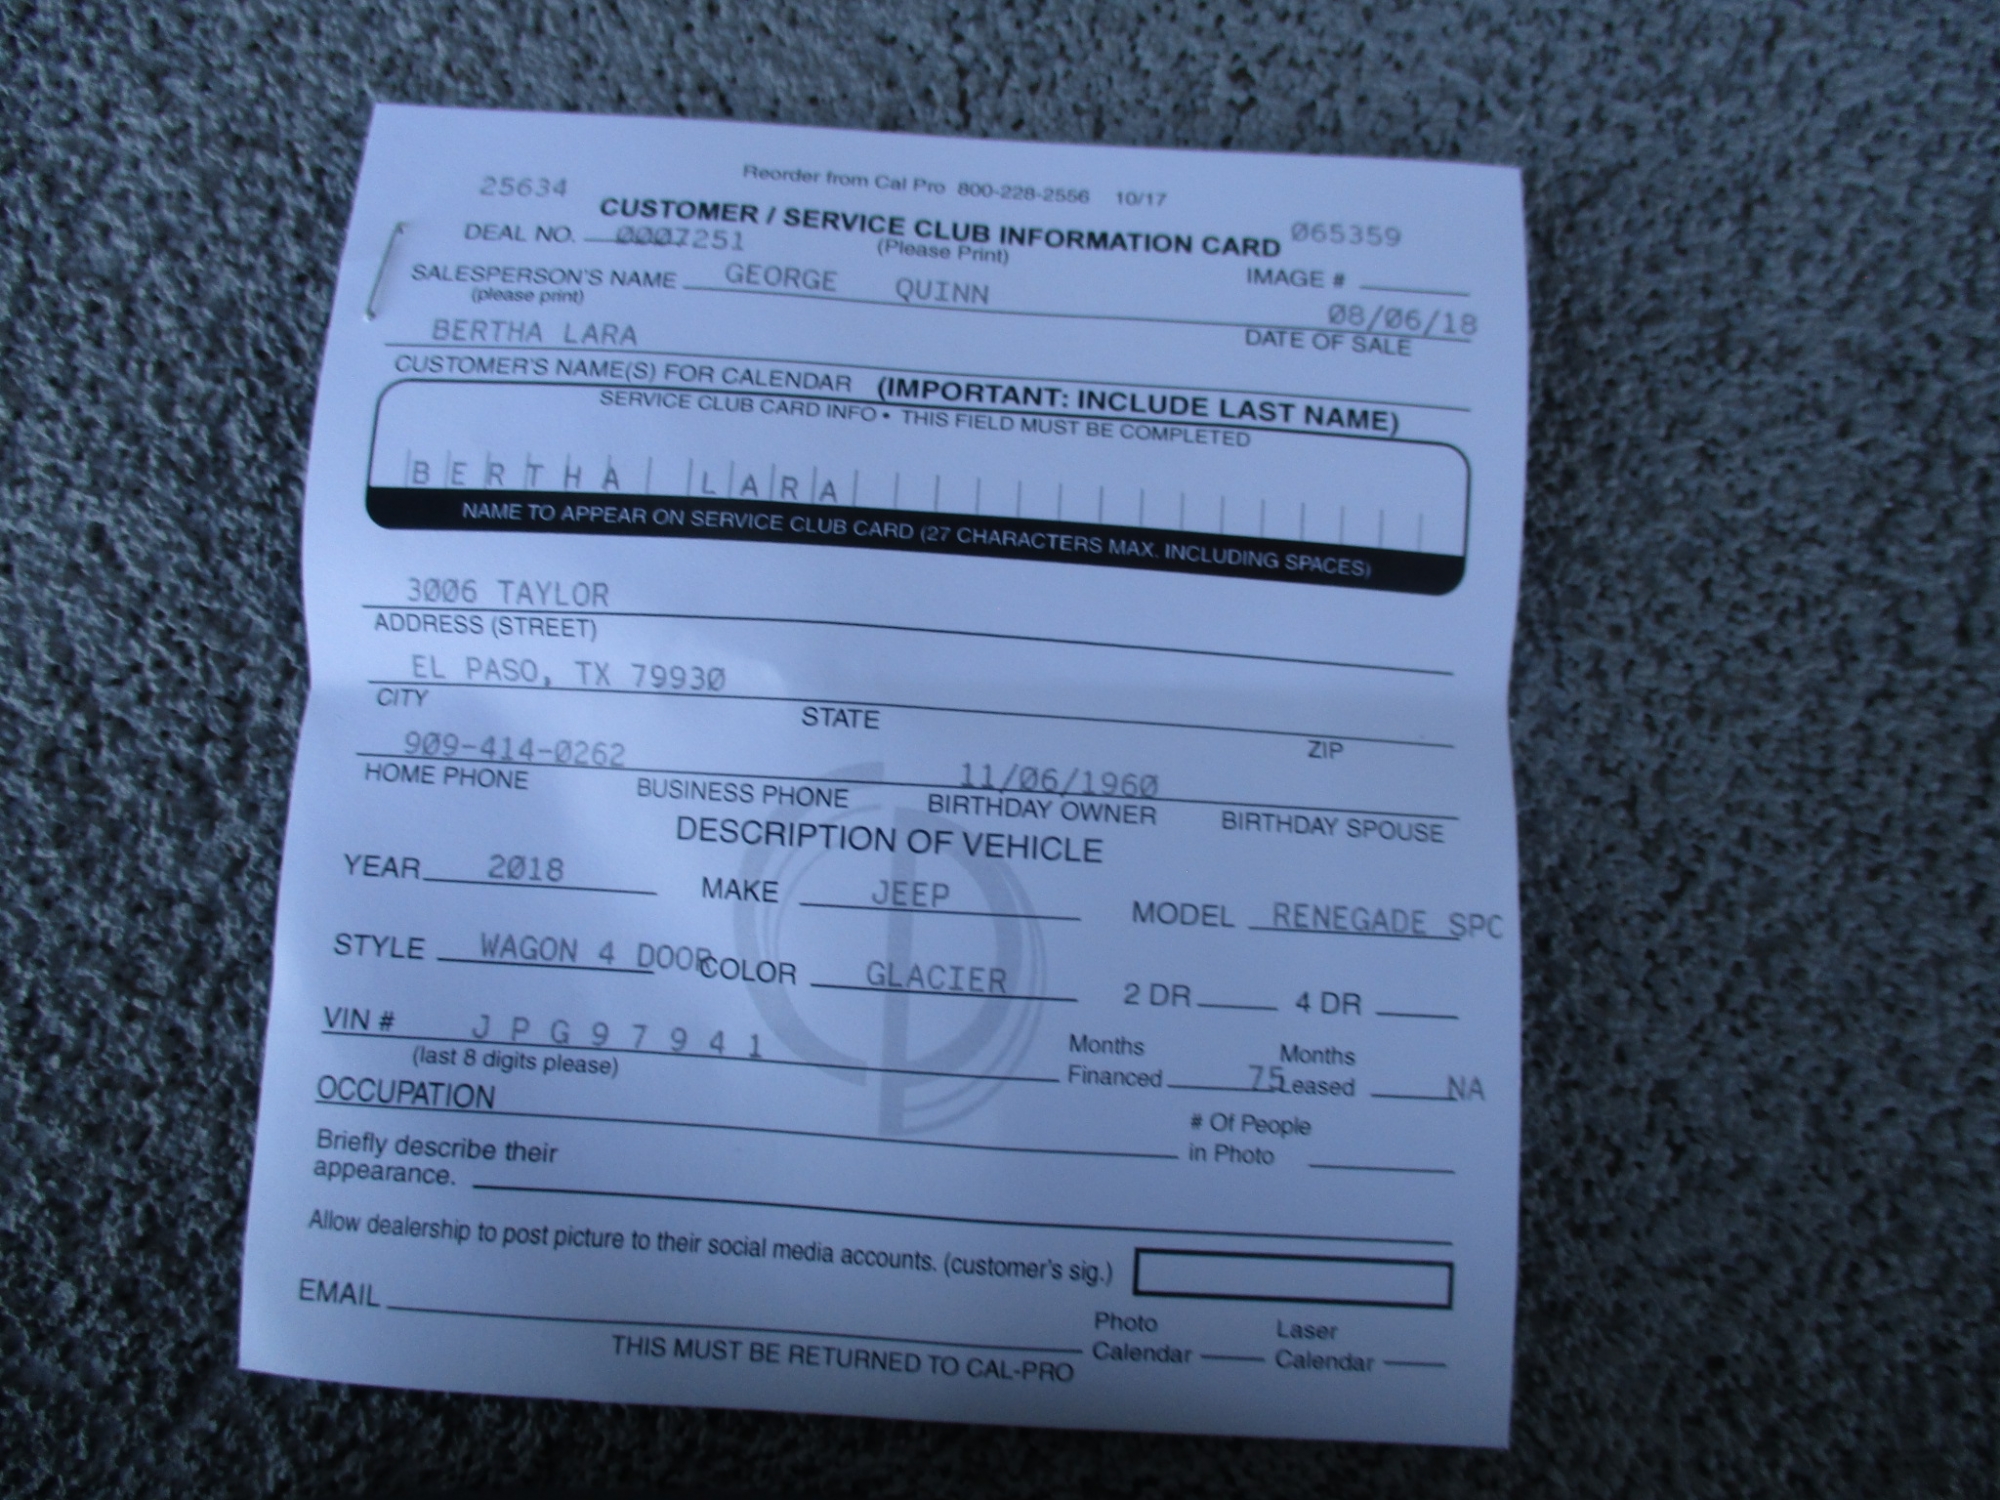 Reorder from Cal Pro 800-228-2556 10/17
25634
CUSTOMER / SERVICE CLUB INFORMATION CARD 065359
DEAL NO. 0007251 (Please Print) IMAGE #
SALESPERSON'S NAME GEORGE QUINN 08/06/18
(please print) DATE OF SALE
BERTHA LARA
CUSTOMER'S NAME(S) FOR CALENDAR (IMPORTANT: INCLUDE LAST NAME)
SERVICE CLUB CARD INFO • THIS FIELD MUST BE COMPLETED
BERTHA LARA
NAME TO APPEAR ON SERVICE CLUB CARD (27 CHARACTERS MAX. INCLUDING SPACES)
3006 TAYLOR
ADDRESS (STREET)
EL PASO, TX 79930
CITY STATE ZIP
909-414-0262 11/06/1960
HOME PHONE BUSINESS PHONE BIRTHDAY OWNER BIRTHDAY SPOUSE
DESCRIPTION OF VEHICLE
YEAR 2018 MAKE JEEP MODEL RENEGADE SPC
STYLE WAGON 4 DOOR COLOR GLACIER 2 DR 4 DR
VIN # J P G 9 7 9 4 1 Months Financed 75 Months Leased NA
(last 8 digits please)
OCCUPATION # Of People in Photo
Briefly describe their
appearance.
Allow dealership to post picture to their social media accounts. (customer's sig.)
EMAIL Photo Calendar Laser Calendar
THIS MUST BE RETURNED TO CAL-PRO